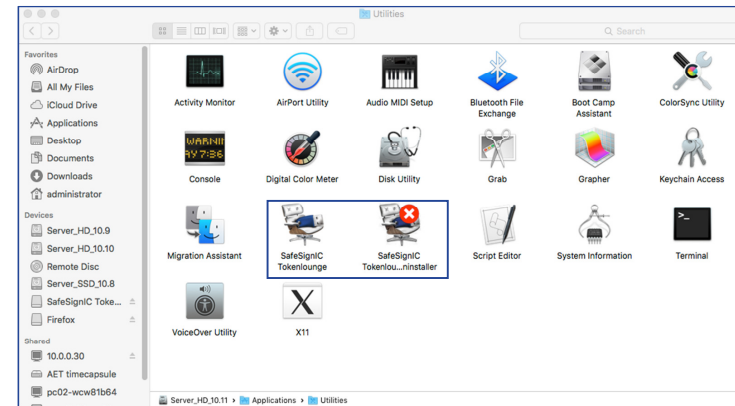 Utilities
Search
Favorites
AirDrop
All My Files
iCloud Drive
Applications
Desktop
Documents
Downloads
administrator
Devices
Server_HD_10.9
Server_HD_10.10
Remote Disc
Server_SSD_10.8
SafeSignIC Toke...
Firefox
Shared
10.0.0.30
AET timecapsule
pc02-wcw81b64
Activity Monitor
AirPort Utility
Audio MIDI Setup
Bluetooth File
Exchange
Boot Camp
Assistant
ColorSync Utility
WARNIN
AY 7:36
Console
Digital Color Meter
Disk Utility
Grab
Grapher
Keychain Access
Migration Assistant
SafeSignIC
Tokenlounge
SafeSignIC
Tokenlou...ninstaller
Script Editor
System Information
>_
Terminal
VoiceOver Utility
X
X11
Server_HD_10.11 › Applications › Utilities